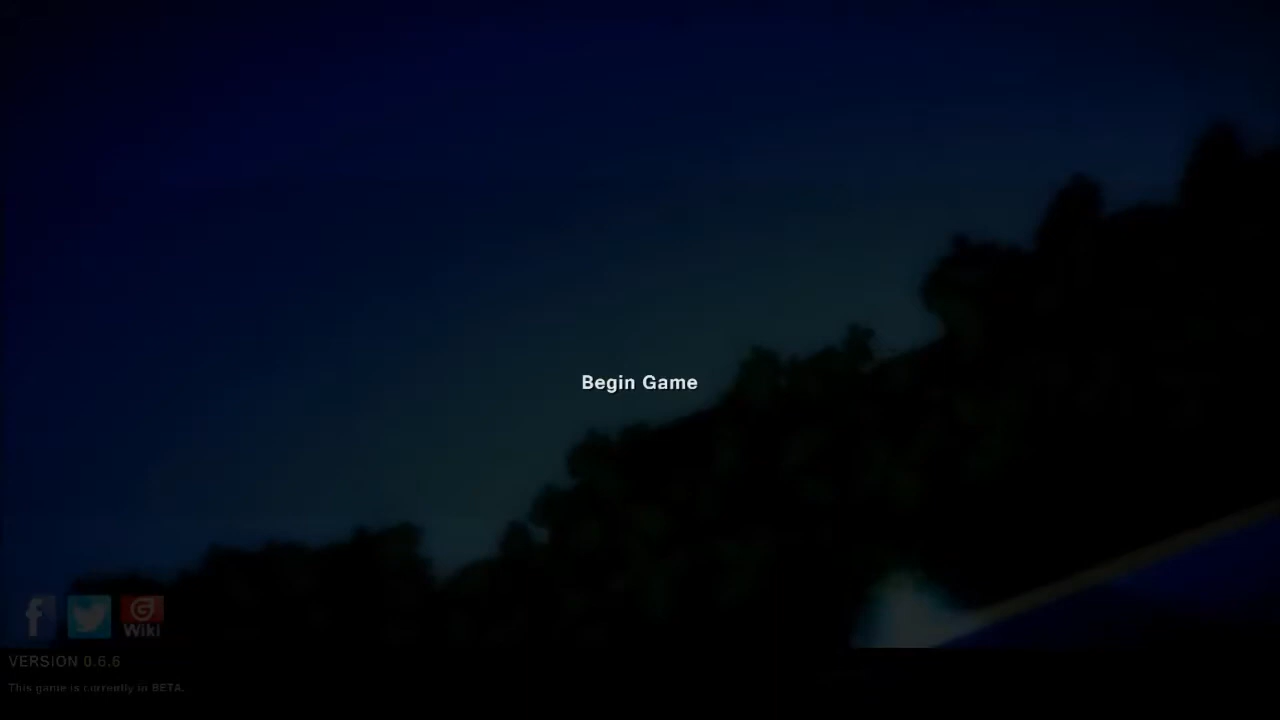 Begin Game
f
G
Wiki
VERSION 0.6.6
This game is currently in BETA.